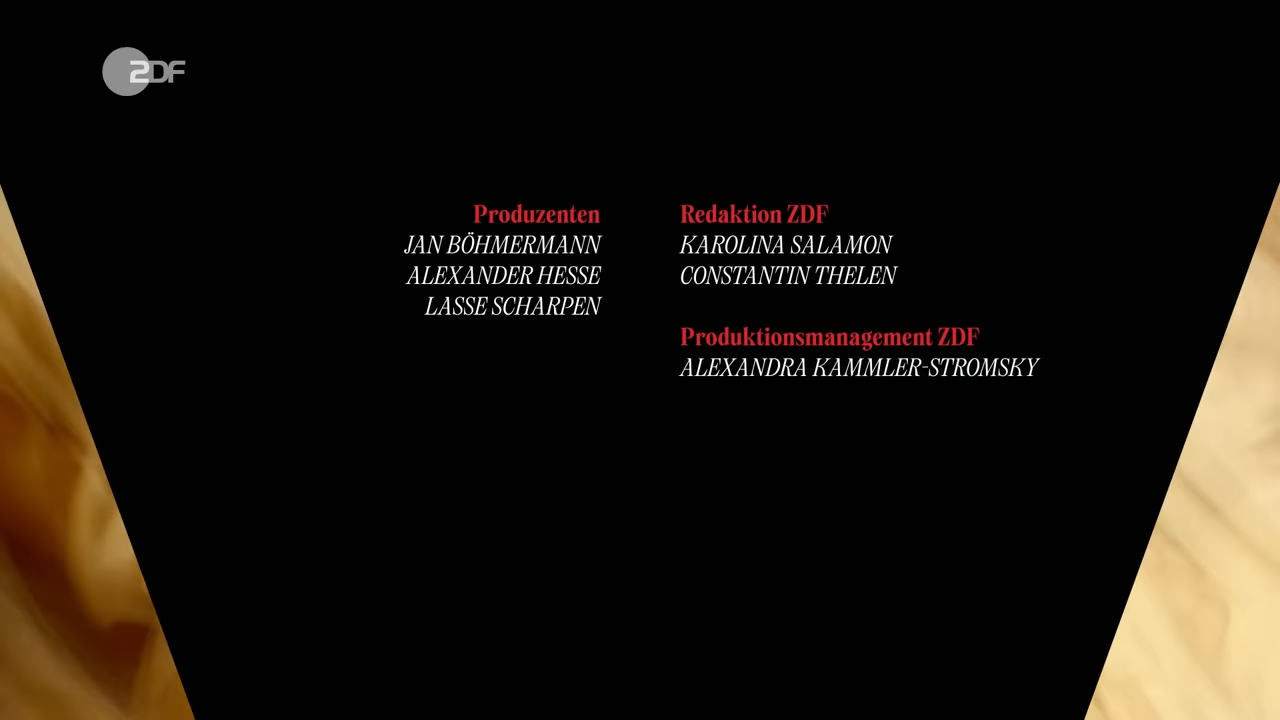 ZDF
Produzenten
JAN BÖHMERMANN
ALEXANDER HESSE
LASSE SCHARPEN
Redaktion ZDF
KAROLINA SALAMON
CONSTANTIN THELEN
Produktionsmanagement ZDF
ALEXANDRA KAMMLER-STROMSKY